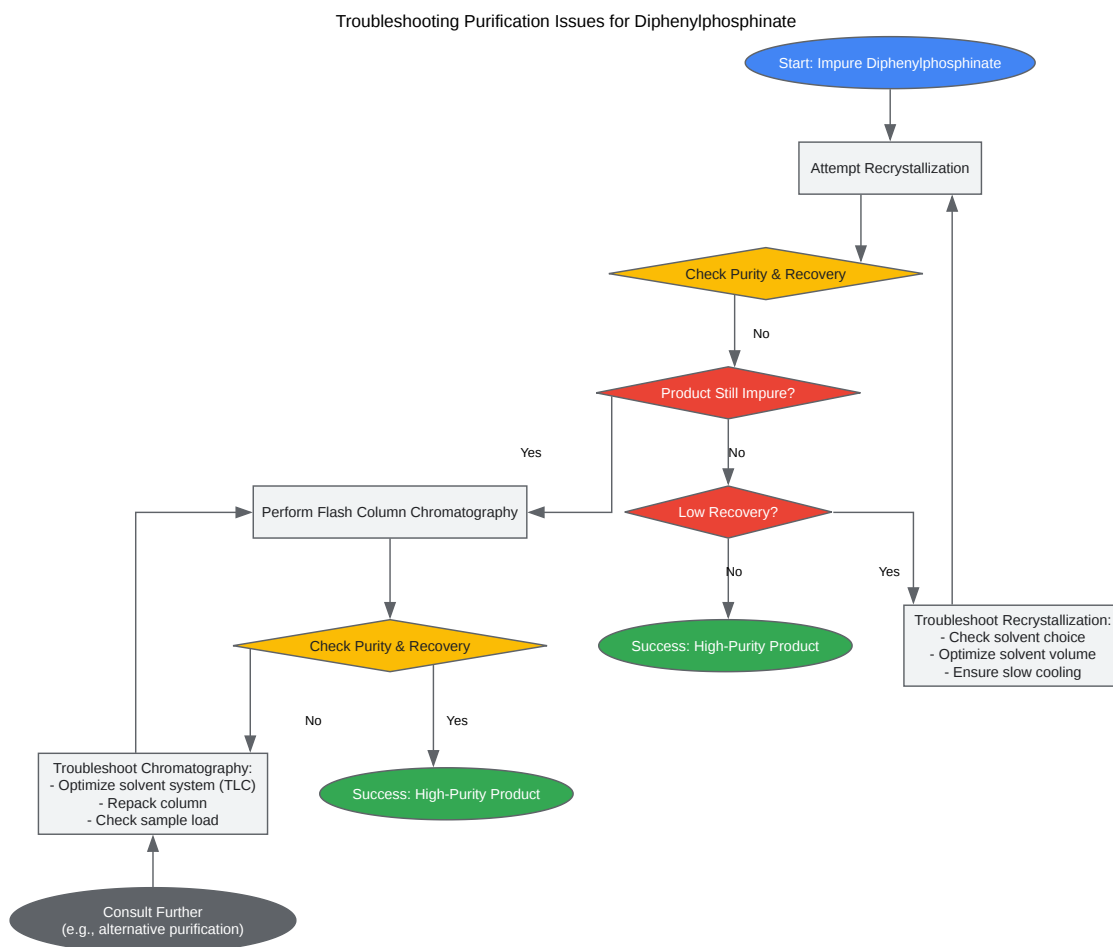 Troubleshooting Purification Issues for Diphenylphosphinate
Start: Impure Diphenylphosphinate
Attempt Recrystallization
Check Purity & Recovery
No
Product Still Impure?
Yes
No
Perform Flash Column Chromatography
Low Recovery?
No
Yes
Troubleshoot Recrystallization:
- Check solvent choice
- Optimize solvent volume
- Ensure slow cooling
Check Purity & Recovery
Success: High-Purity Product
No
Yes
Troubleshoot Chromatography:
- Optimize solvent system (TLC)
- Repack column
- Check sample load
Success: High-Purity Product
Consult Further
(e.g., alternative purification)